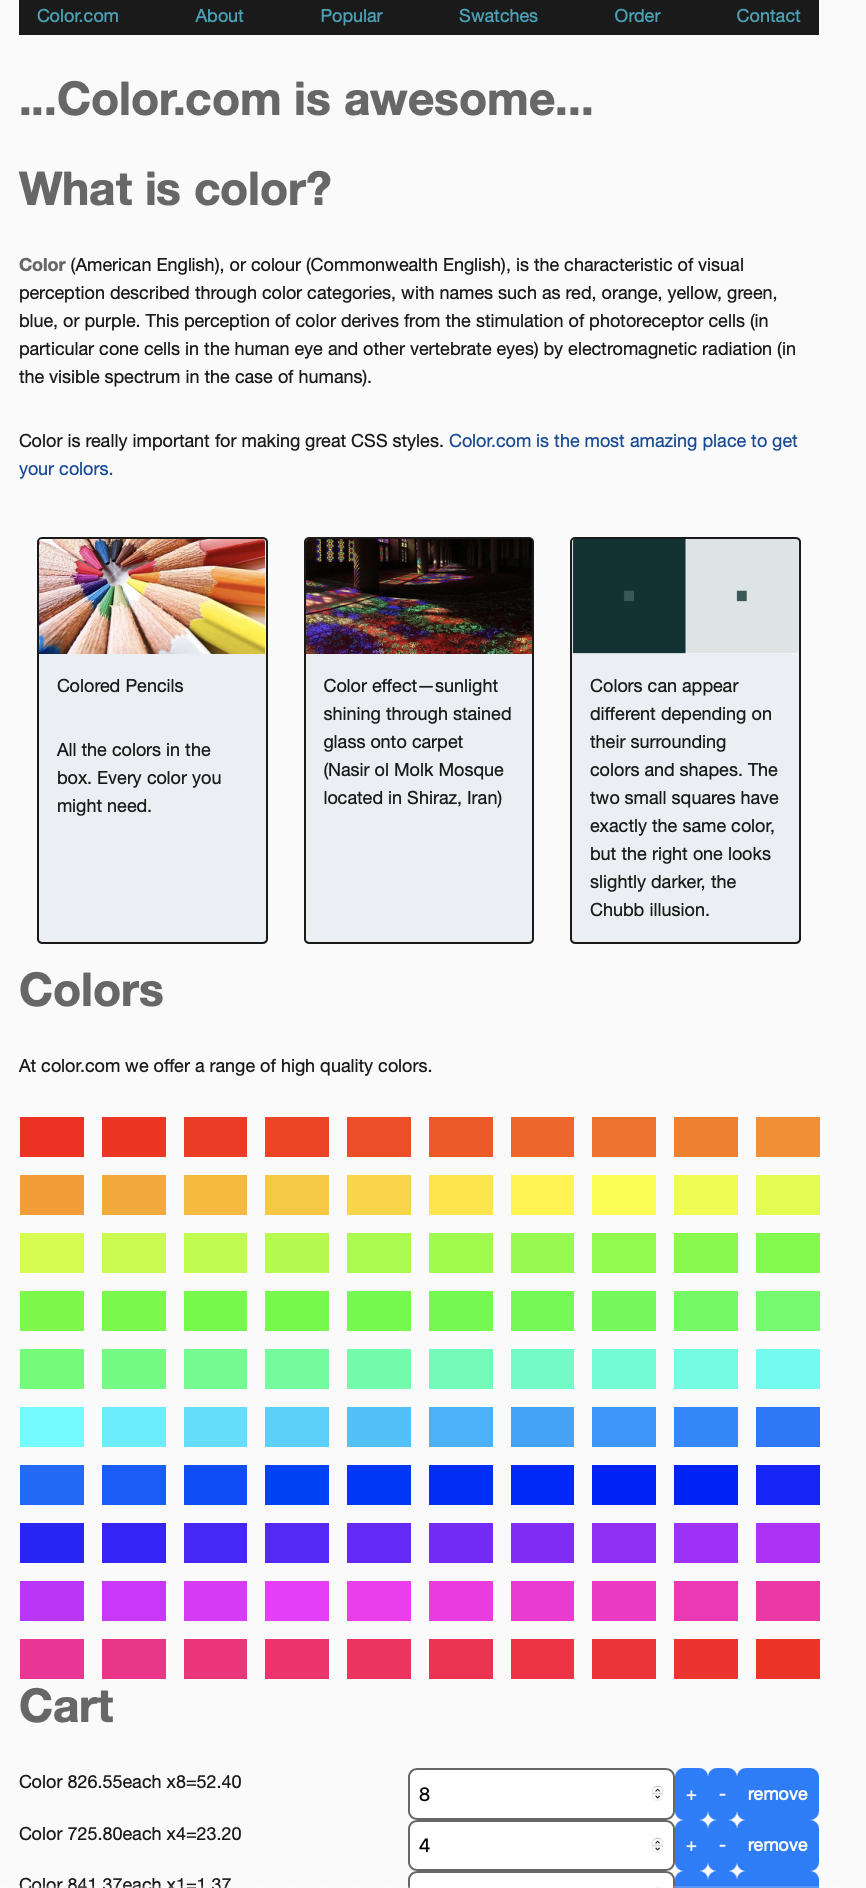 Color.com About Popular Swatches Order Contact
...Color.com is awesome...
What is color?
Color (American English), or colour (Commonwealth English), is the characteristic of visual
perception described through color categories, with names such as red, orange, yellow, green,
blue, or purple. This perception of color derives from the stimulation of photoreceptor cells (in
particular cone cells in the human eye and other vertebrate eyes) by electromagnetic radiation (in
the visible spectrum in the case of humans).
Color is really important for making great CSS styles. Color.com is the most amazing place to get
your colors.
Colored Pencils
All the colors in the
box. Every color you
might need.
Color effect—sunlight
shining through stained
glass onto carpet
(Nasir ol Molk Mosque
located in Shiraz, Iran)
Colors can appear
different depending on
their surrounding
colors and shapes. The
two small squares have
exactly the same color,
but the right one looks
slightly darker, the
Chubb illusion.
Colors
At color.com we offer a range of high quality colors.
Cart
Color 826.55each x8=52.40 8 + - remove
Color 725.80each x4=23.20 4 + - remove
Color 841.37each x1=1.37